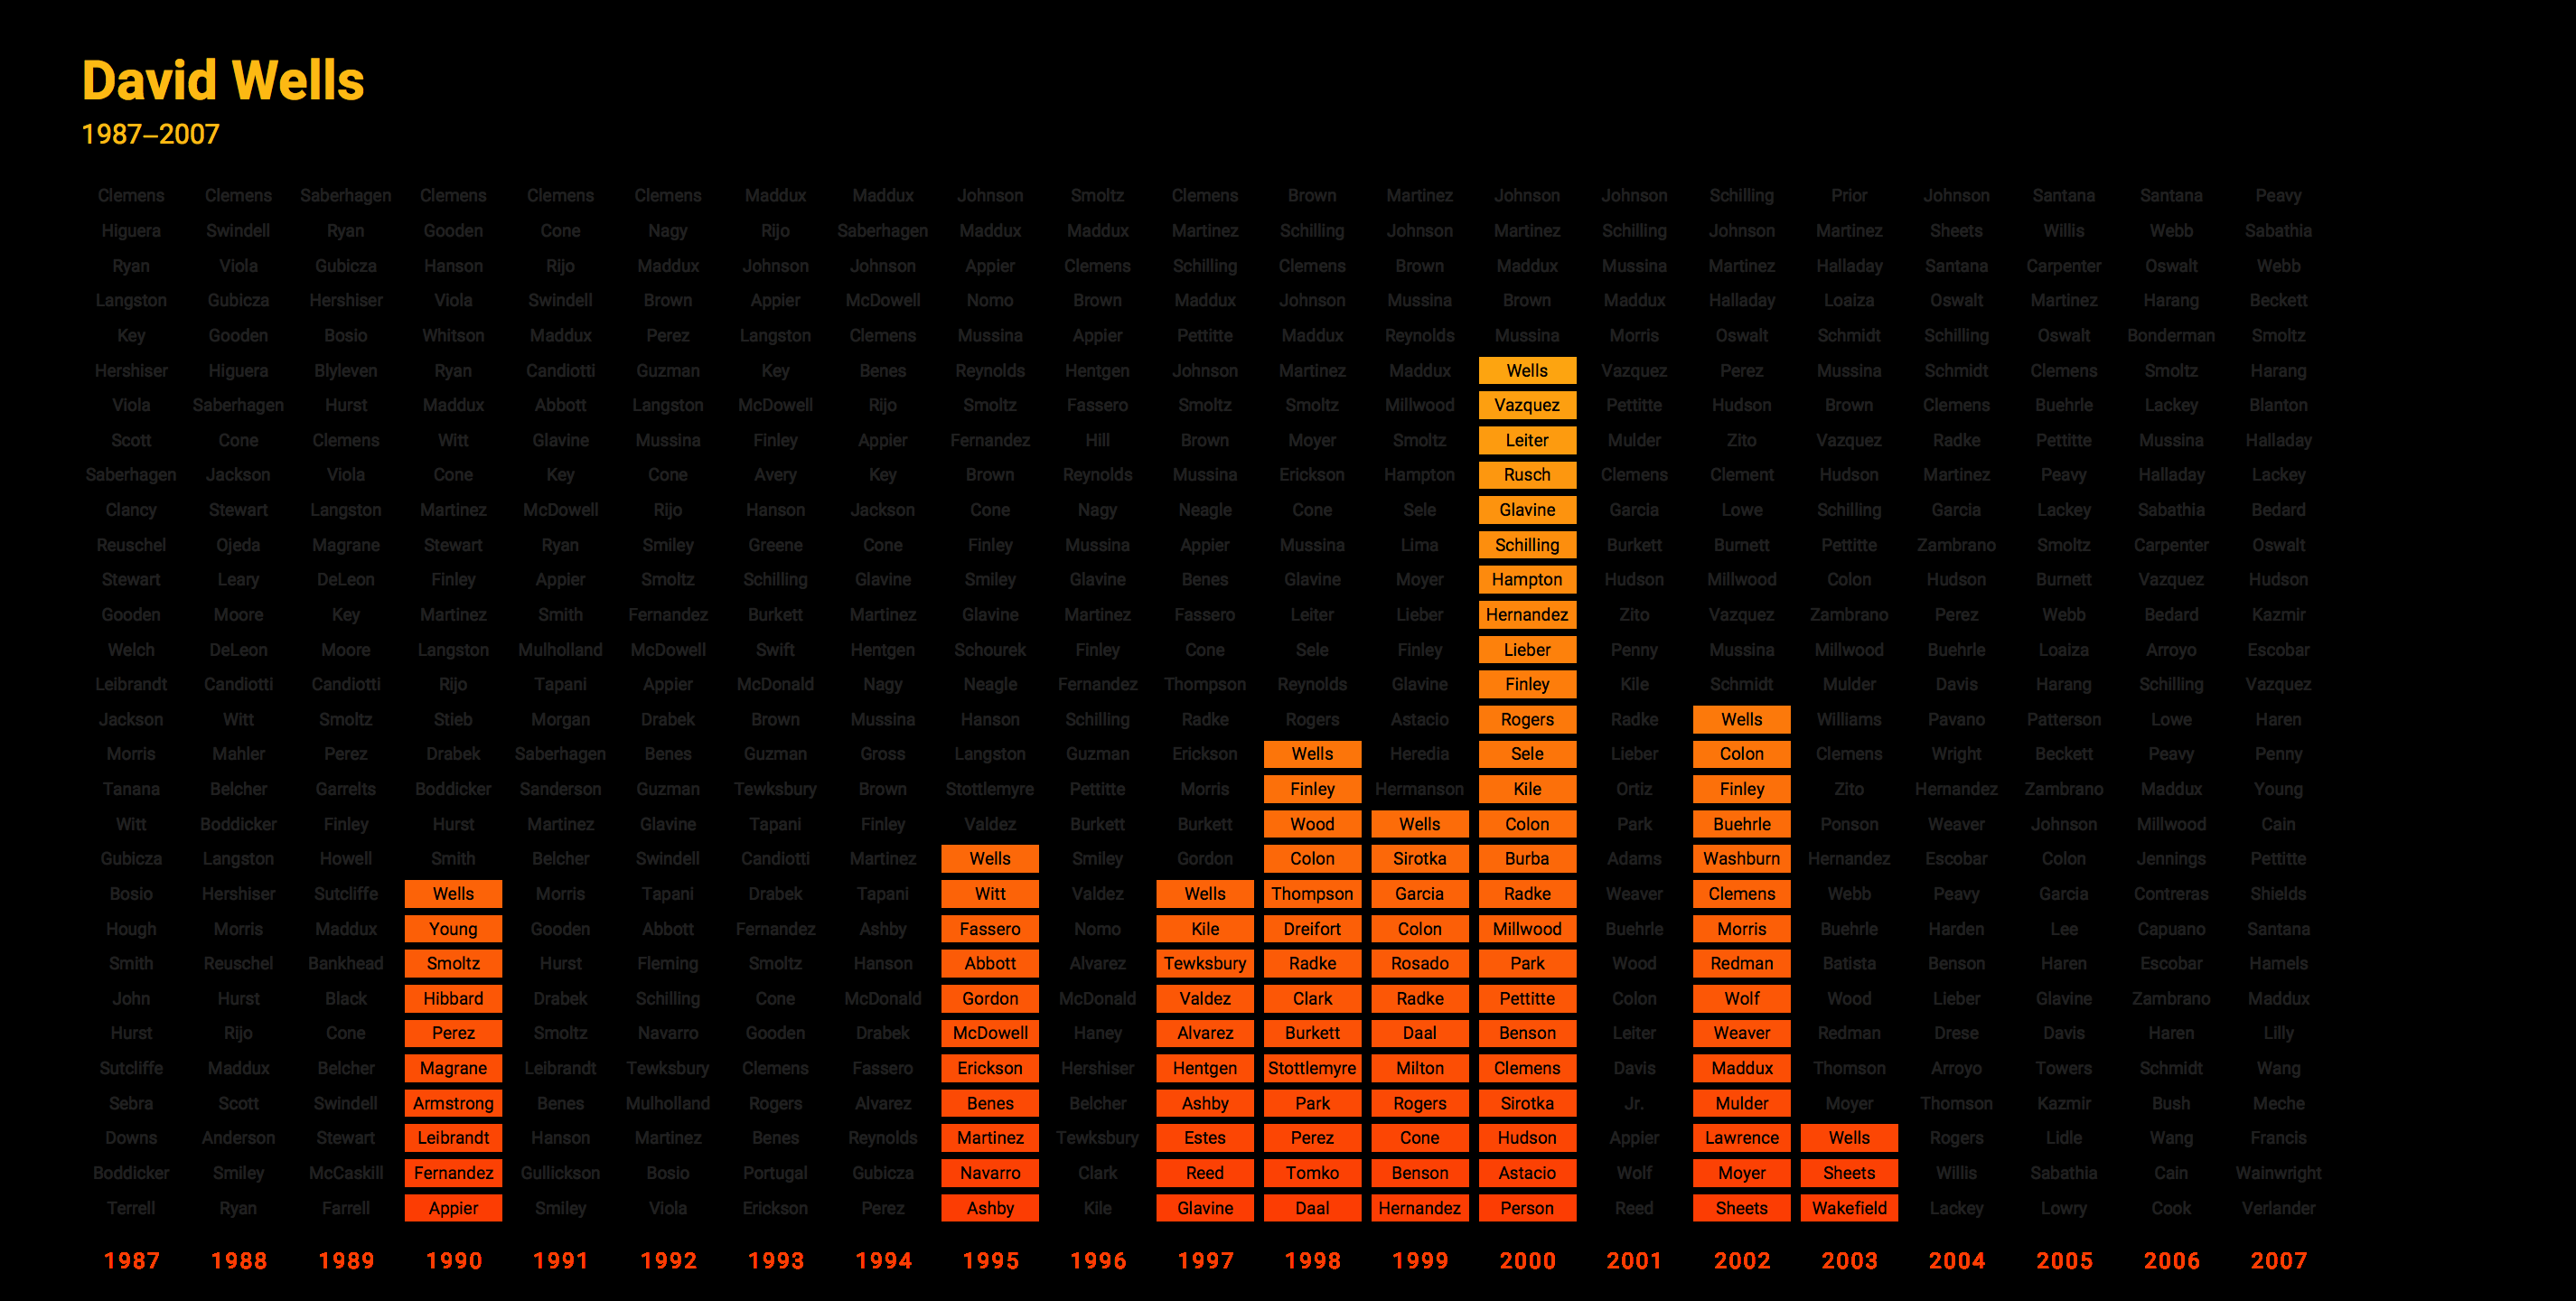 David Wells
1987–2007
Clemens Clemens Saberhagen Clemens Clemens Clemens Maddux Maddux Johnson Smoltz Clemens Brown Martinez Johnson Johnson Schilling Prior Johnson Santana Santana Peavy
Higuera Swindell Ryan Gooden Cone Nagy Rijo Saberhagen Maddux Maddux Martinez Schilling Johnson Martinez Schilling Johnson Martinez Sheets Willis Webb Sabathia
Ryan Viola Gubicza Hanson Rijo Maddux Johnson Johnson Appier Clemens Schilling Clemens Brown Maddux Mussina Martinez Halladay Santana Carpenter Oswalt Webb
Langston Gubicza Hershiser Viola Swindell Brown Appier McDowell Nomo Brown Maddux Johnson Mussina Brown Maddux Halladay Loaiza Oswalt Martinez Harang Beckett
Key Gooden Bosio Whitson Maddux Perez Langston Clemens Mussina Appier Pettitte Maddux Reynolds Mussina Morris Oswalt Schmidt Schilling Oswalt Bonderman Smoltz
Hershiser Higuera Blyleven Ryan Candiotti Guzman Key Benes Reynolds Hentgen Johnson Martinez Maddux Wells Vazquez Perez Mussina Schmidt Clemens Smoltz Harang
Viola Saberhagen Hurst Maddux Abbott Langston McDowell Rijo Smoltz Fassero Smoltz Smoltz Millwood Vazquez Pettitte Hudson Brown Clemens Buehrle Lackey Blanton
Scott Cone Clemens Witt Glavine Mussina Finley Appier Fernandez Hill Brown Moyer Smoltz Leiter Mulder Zito Vazquez Radke Pettitte Mussina Halladay
Saberhagen Jackson Viola Cone Key Cone Avery Key Brown Reynolds Mussina Erickson Hampton Rusch Clemens Clement Hudson Martinez Peavy Halladay Lackey
Clancy Stewart Langston Martinez McDowell Rijo Hanson Jackson Cone Nagy Neagle Cone Sele Glavine Garcia Lowe Schilling Garcia Lackey Sabathia Bedard
Reuschel Ojeda Magrane Stewart Ryan Smiley Greene Cone Finley Mussina Appier Mussina Lima Schilling Burkett Burnett Pettitte Zambrano Smoltz Carpenter Oswalt
Stewart Leary DeLeon Finley Appier Smoltz Schilling Glavine Smiley Glavine Benes Glavine Moyer Hampton Hudson Millwood Colon Hudson Burnett Vazquez Hudson
Gooden Moore Key Martinez Smith Fernandez Burkett Martinez Glavine Martinez Fassero Leiter Lieber Hernandez Zito Vazquez Zambrano Perez Webb Bedard Kazmir
Welch DeLeon Moore Langston Mulholland McDowell Swift Hentgen Schourek Finley Cone Sele Finley Lieber Penny Mussina Millwood Buehrle Loaiza Arroyo Escobar
Leibrandt Candiotti Candiotti Rijo Tapani Appier McDonald Nagy Neagle Fernandez Thompson Reynolds Glavine Finley Kile Schmidt Mulder Davis Harang Schilling Vazquez
Jackson Witt Smoltz Stieb Morgan Drabek Brown Mussina Hanson Schilling Radke Rogers Astacio Rogers Radke Wells Williams Pavano Patterson Lowe Haren
Morris Mahler Perez Drabek Saberhagen Benes Guzman Gross Langston Guzman Erickson Wells Heredia Sele Lieber Colon Clemens Wright Beckett Peavy Penny
Tanana Belcher Garrelts Boddicker Sanderson Guzman Tewksbury Brown Stottlemyre Pettitte Morris Finley Hermanson Kile Ortiz Finley Zito Hernandez Zambrano Maddux Young
Witt Boddicker Finley Hurst Martinez Glavine Tapani Finley Valdez Burkett Burkett Wood Wells Colon Park Buehrle Ponson Weaver Johnson Millwood Cain
Gubicza Langston Howell Smith Belcher Swindell Candiotti Martinez Wells Smiley Gordon Colon Sirotka Burba Adams Washburn Hernandez Escobar Colon Jennings Pettitte
Bosio Hershiser Sutcliffe Wells Morris Tapani Drabek Tapani Witt Valdez Wells Thompson Garcia Radke Weaver Clemens Webb Peavy Garcia Contreras Shields
Hough Morris Maddux Young Gooden Abbott Fernandez Ashby Fassero Nomo Kile Dreifort Colon Millwood Buehrle Morris Buehrle Harden Lee Capuano Santana
Smith Reuschel Bankhead Smoltz Hurst Fleming Smoltz Hanson Abbott Alvarez Tewksbury Radke Rosado Park Wood Redman Batista Benson Haren Escobar Hamels
John Hurst Black Hibbard Drabek Schilling Cone McDonald Gordon McDonald Valdez Clark Radke Pettitte Colon Wolf Wood Lieber Glavine Zambrano Maddux
Hurst Rijo Cone Perez Smoltz Navarro Gooden Drabek McDowell Haney Alvarez Burkett Daal Benson Leiter Weaver Redman Drese Davis Haren Lilly
Sutcliffe Maddux Belcher Magrane Leibrandt Tewksbury Clemens Fassero Erickson Hershiser Hentgen Stottlemyre Milton Clemens Davis Maddux Thomson Arroyo Towers Schmidt Wang
Sebra Scott Swindell Armstrong Benes Mulholland Rogers Alvarez Benes Belcher Ashby Park Rogers Sirotka Jr. Mulder Moyer Thomson Kazmir Bush Meche
Downs Anderson Stewart Leibrandt Hanson Martinez Benes Reynolds Martinez Tewksbury Estes Perez Cone Hudson Appier Lawrence Wells Rogers Lidle Wang Francis
Boddicker Smiley McCaskill Fernandez Gullickson Bosio Portugal Gubicza Navarro Clark Reed Tomko Benson Astacio Wolf Moyer Sheets Willis Sabathia Cain Wainwright
Terrell Ryan Farrell Appier Smiley Viola Erickson Perez Ashby Kile Glavine Daal Hernandez Person Reed Sheets Wakefield Lackey Lowry Cook Verlander
1987 1988 1989 1990 1991 1992 1993 1994 1995 1996 1997 1998 1999 2000 2001 2002 2003 2004 2005 2006 2007